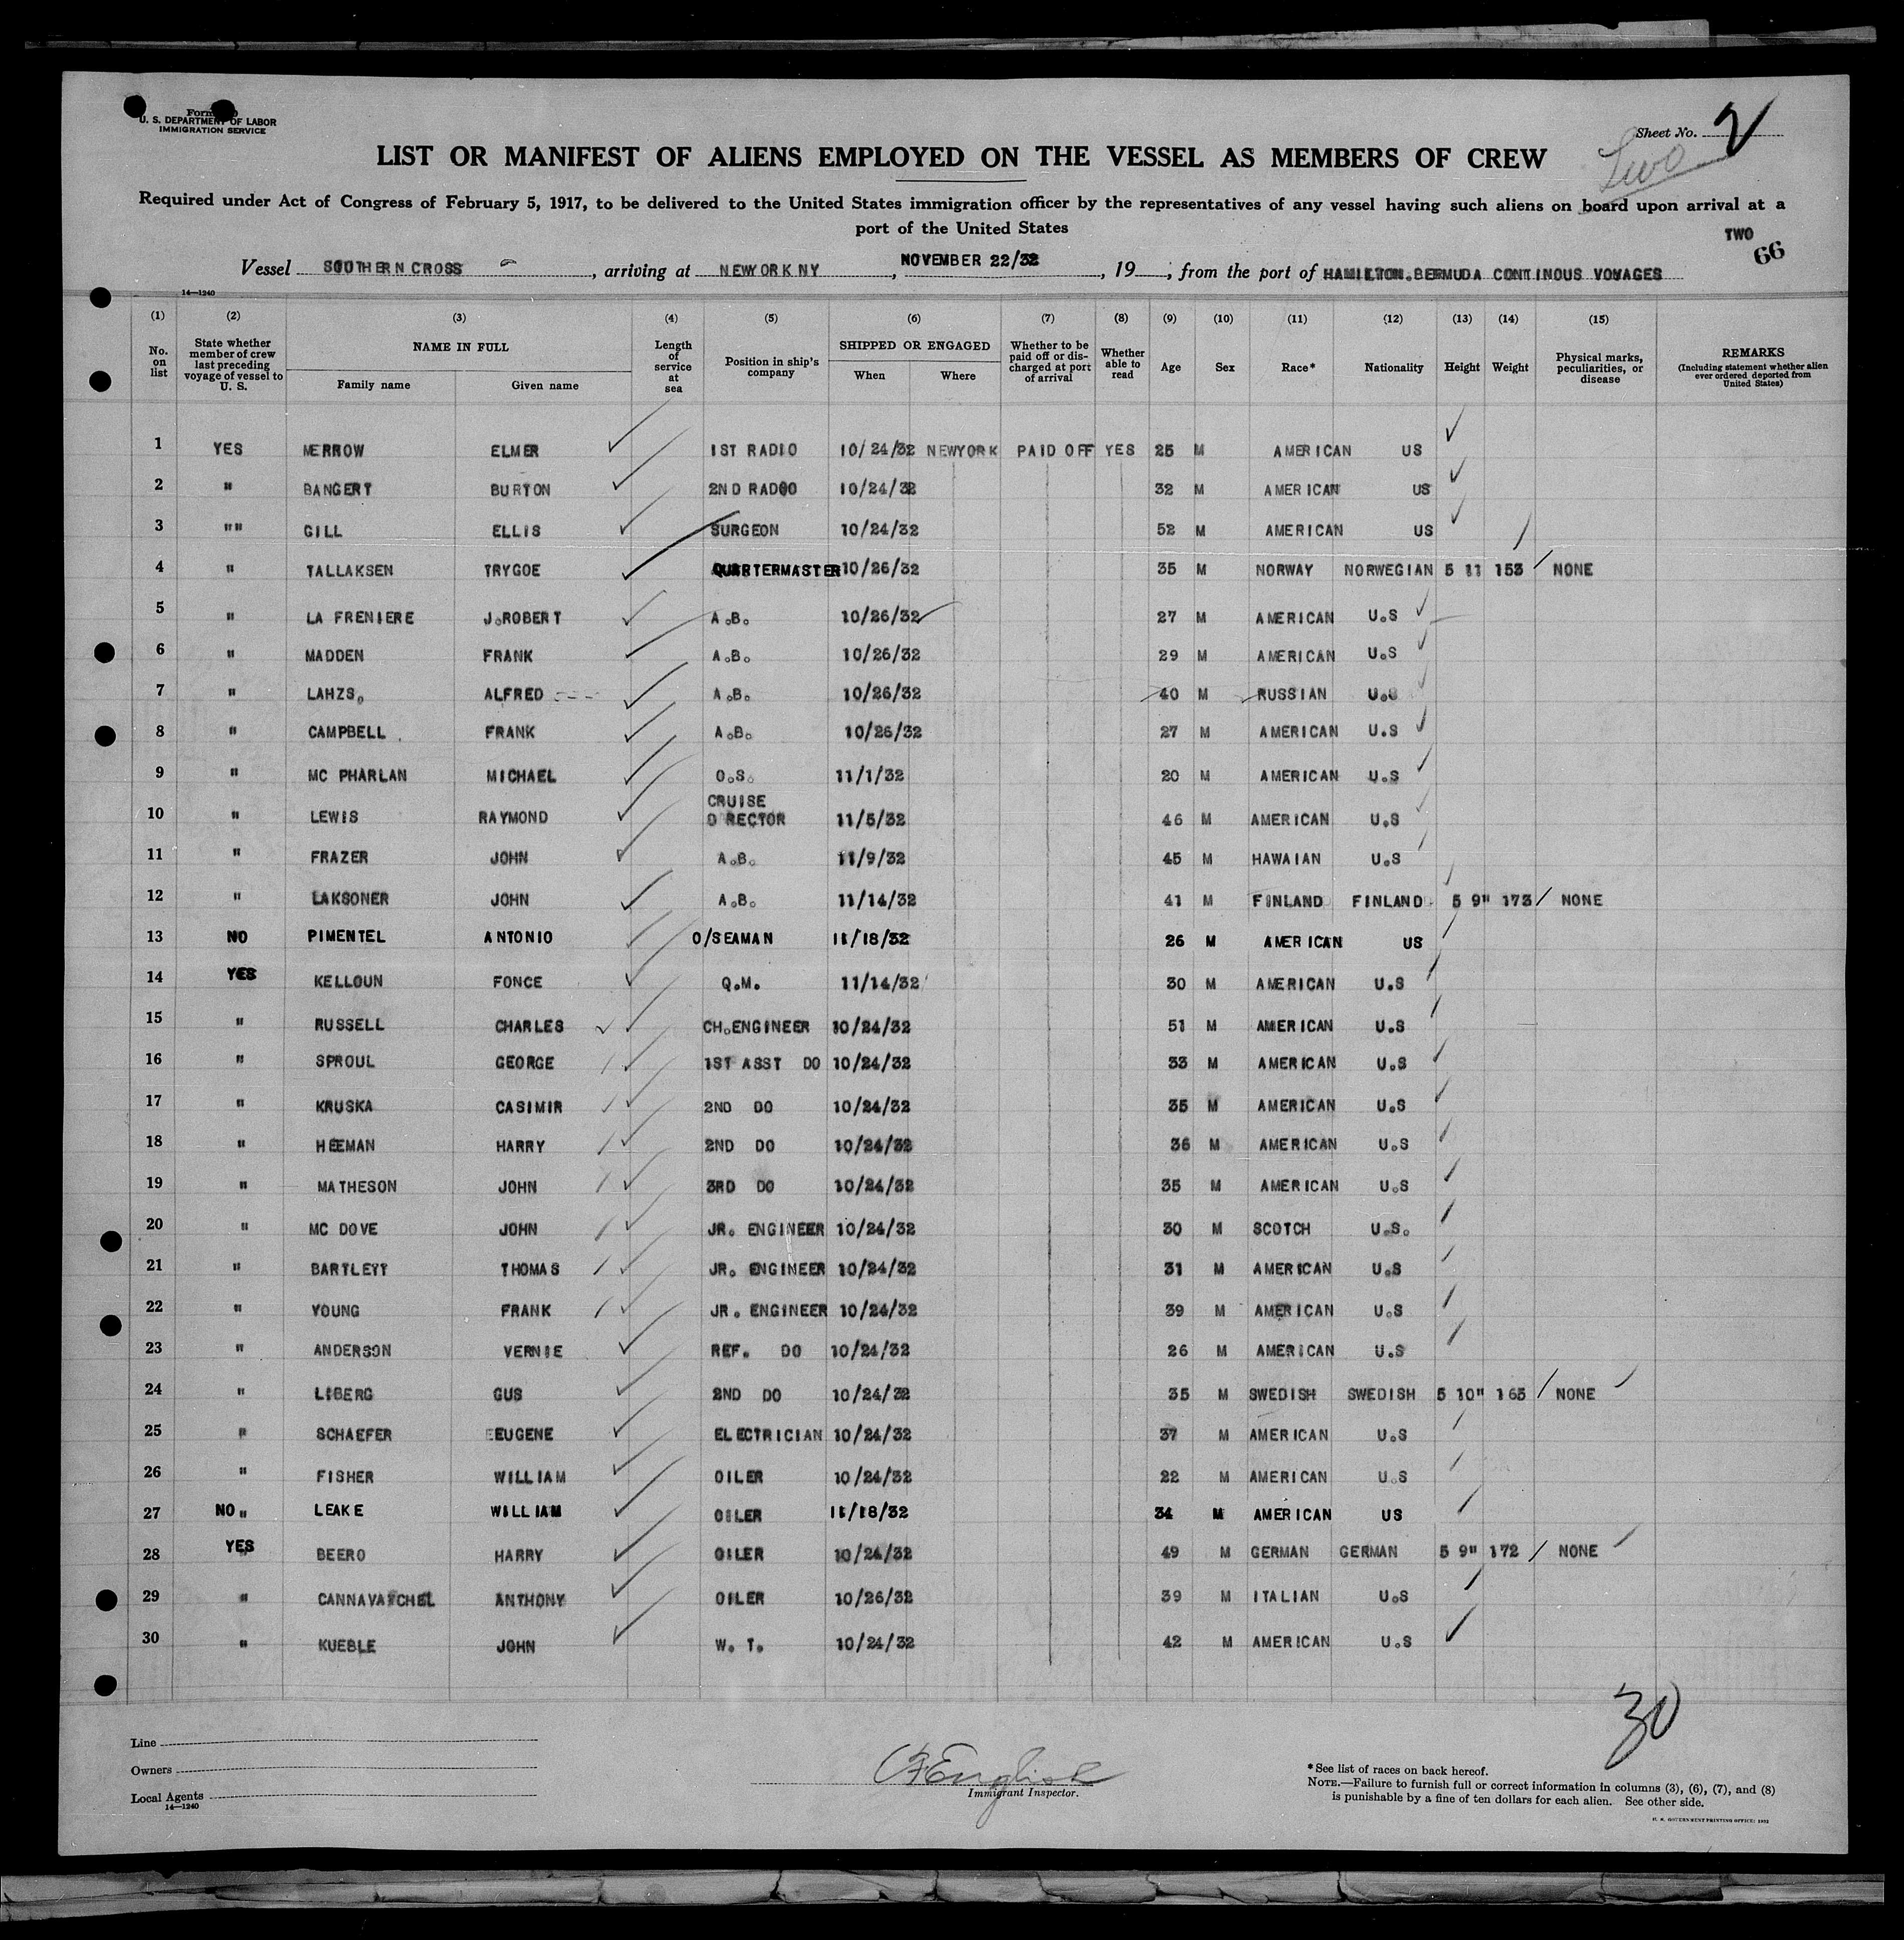 Form
U. S. DEPARTMENT OF LABOR
IMMIGRATION SERVICE
Sheet No. 2
Two
LIST OR MANIFEST OF ALIENS EMPLOYED ON THE VESSEL AS MEMBERS OF CREW
Required under Act of Congress of February 5, 1917, to be delivered to the United States immigration officer by the representatives of any vessel having such aliens on board upon arrival at a
port of the United States
TWO
66
Vessel SOUTHERN CROSS, arriving at NEWYORK NY, NOVEMBER 22/32, 19, from the port of HAMILTON.BERMUDA CONTINOUS VOYAGES
14—1240
(1) (2) (3) (4) (5) (6) (7) (8) (9) (10) (11) (12) (13) (14) (15)
No. on list State whether member of crew last preceding voyage of vessel to U. S. NAME IN FULL Family name Given name Length of service at sea Position in ship's company SHIPPED OR ENGAGED When Where Whether to be paid off or discharged at port of arrival Whether able to read Age Sex Race* Nationality Height Weight Physical marks, peculiarities, or disease REMARKS (Including statement whether alien ever ordered deported from United States)
1 YES MERROW ELMER 1ST RADIO 10/24/32 NEWYORK PAID OFF YES 25 M AMERICAN US
2 " BANGERT BURTON 2ND RADOO 10/24/32 32 M AMERICAN US
3 "" GILL ELLIS SURGEON 10/24/32 52 M AMERICAN US
4 " TALLAKSEN TRYGOE QUARTERMASTER 10/26/32 35 M NORWAY NORWEGIAN 5 11 153 NONE
5 " LA FRENIERE J.ROBERT A.B. 10/26/32 27 M AMERICAN U.S
6 " MADDEN FRANK A.B. 10/26/32 29 M AMERICAN U.S
7 " LAHZS. ALFRED A.B. 10/26/32 40 M RUSSIAN U.S
8 " CAMPBELL . FRANK A.B. 10/26/32 27 M AMERICAN U.S
9 " MC PHARLAN MICHAEL O.S. 11/1/32 20 M AMERICAN U.S
10 " LEWIS RAYMOND CRUISE D RECTOR 11/5/32 46 M AMERICAN U.S
11 " FRAZER JOHN A.B. 11/9/32 45 M HAWAIAN U.S
12 " LAKSONER JOHN A.B. 11/14/32 41 M FINLAND FINLAND 5 9" 173 NONE
13 NO PIMENTEL ANTONIO O/SEAMAN 11/18/32 26 M AMERICAN US
14 YES KELLOUN FONCE Q.M. 11/14/32 30 M AMERICAN U.S
15 " RUSSELL CHARLES CH.ENGINEER 10/24/32 51 M AMERICAN U.S
16 " SPROUL GEORGE 1ST ASST DO 10/24/32 33 M AMERICAN U.S
17 " KRUSKA CASIMIR 2ND DO 10/24/32 35 M AMERICAN U.S
18 " HEEMAN HARRY 2ND DO 10/24/32 36 M AMERICAN U.S
19 " MATHESON JOHN 3RD DO 10/24/32 35 M AMERICAN U.S
20 " MC DOVE JOHN JR. ENGINEER 10/24/32 30 M SCOTCH U.S.
21 " BARTLETT THOMAS JR. ENGINEER 10/24/32 31 M AMERICAN U.S
22 " YOUNG FRANK JR. ENGINEER 10/24/32 39 M AMERICAN U.S
23 " ANDERSON VERNIE REF. DO 10/24/32 26 M AMERICAN U.S
24 " LIBERG GUS 2ND DO 10/24/32 35 M SWEDISH SWEDISH 5 10" 165 NONE
25 " SCHAEFER EEUGENE ELECTRICIAN 10/24/32 37 M AMERICAN U.S
26 " FISHER WILLIAM OILER 10/24/32 22 M AMERICAN U.S
27 NO " LEAKE WILLIAM OILER 11/18/32 34 M AMERICAN US
28 YES BEERO HARRY OILER 10/24/32 49 M GERMAN GERMAN 5 9" 172 NONE
29 " ANTHONY OILER 10/26/32 39 M ITALIAN U.S
30 " KUEBLE JOHN W. T. 10/24/32 42 M AMERICAN U.S
30
Line
Owners
Local Agents
14—1240
English
Immigrant Inspector.
*See list of races on back hereof.
NOTE.—Failure to furnish full or correct information in columns (3), (6), (7), and (8)
is punishable by a fine of ten dollars for each alien. See other side.
U. S. GOVERNMENT PRINTING OFFICE: 1932